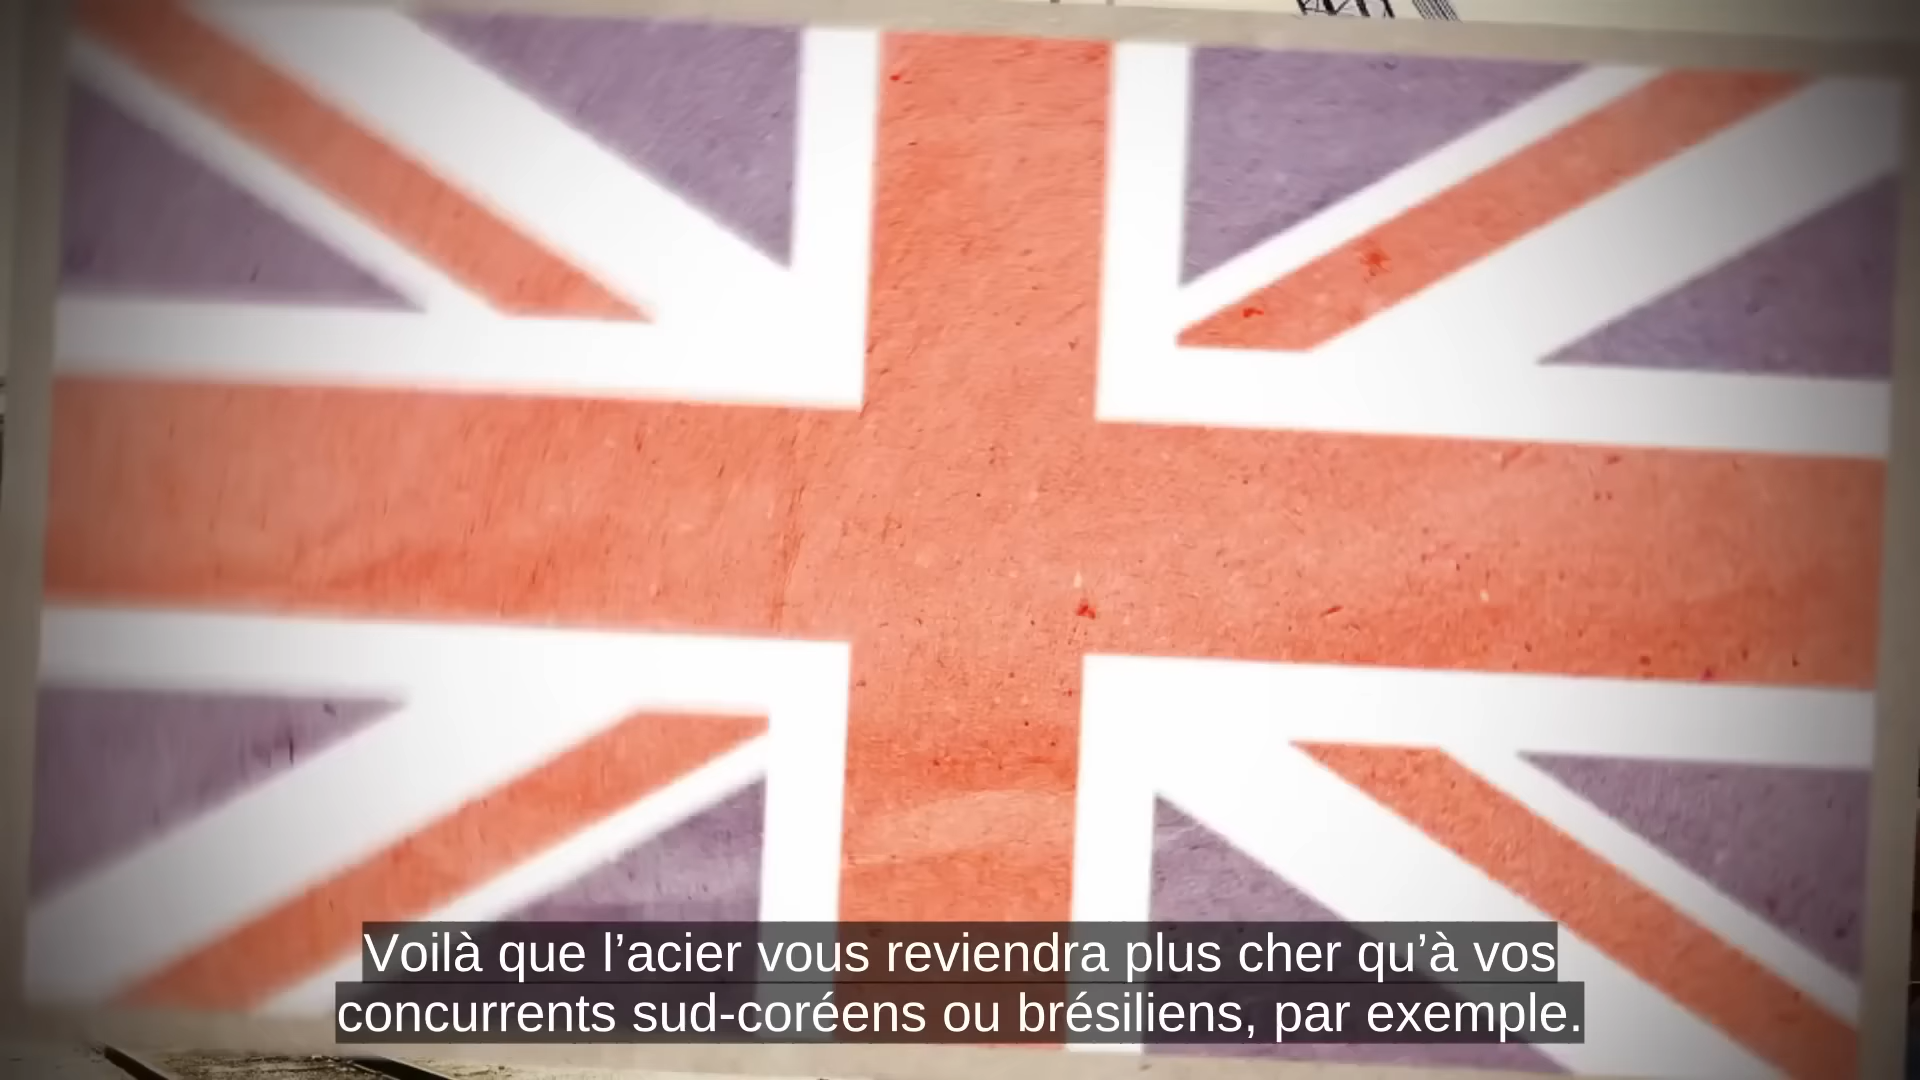 Voilà que l’acier vous reviendra plus cher qu’à vos
concurrents sud-coréens ou brésiliens, par exemple.